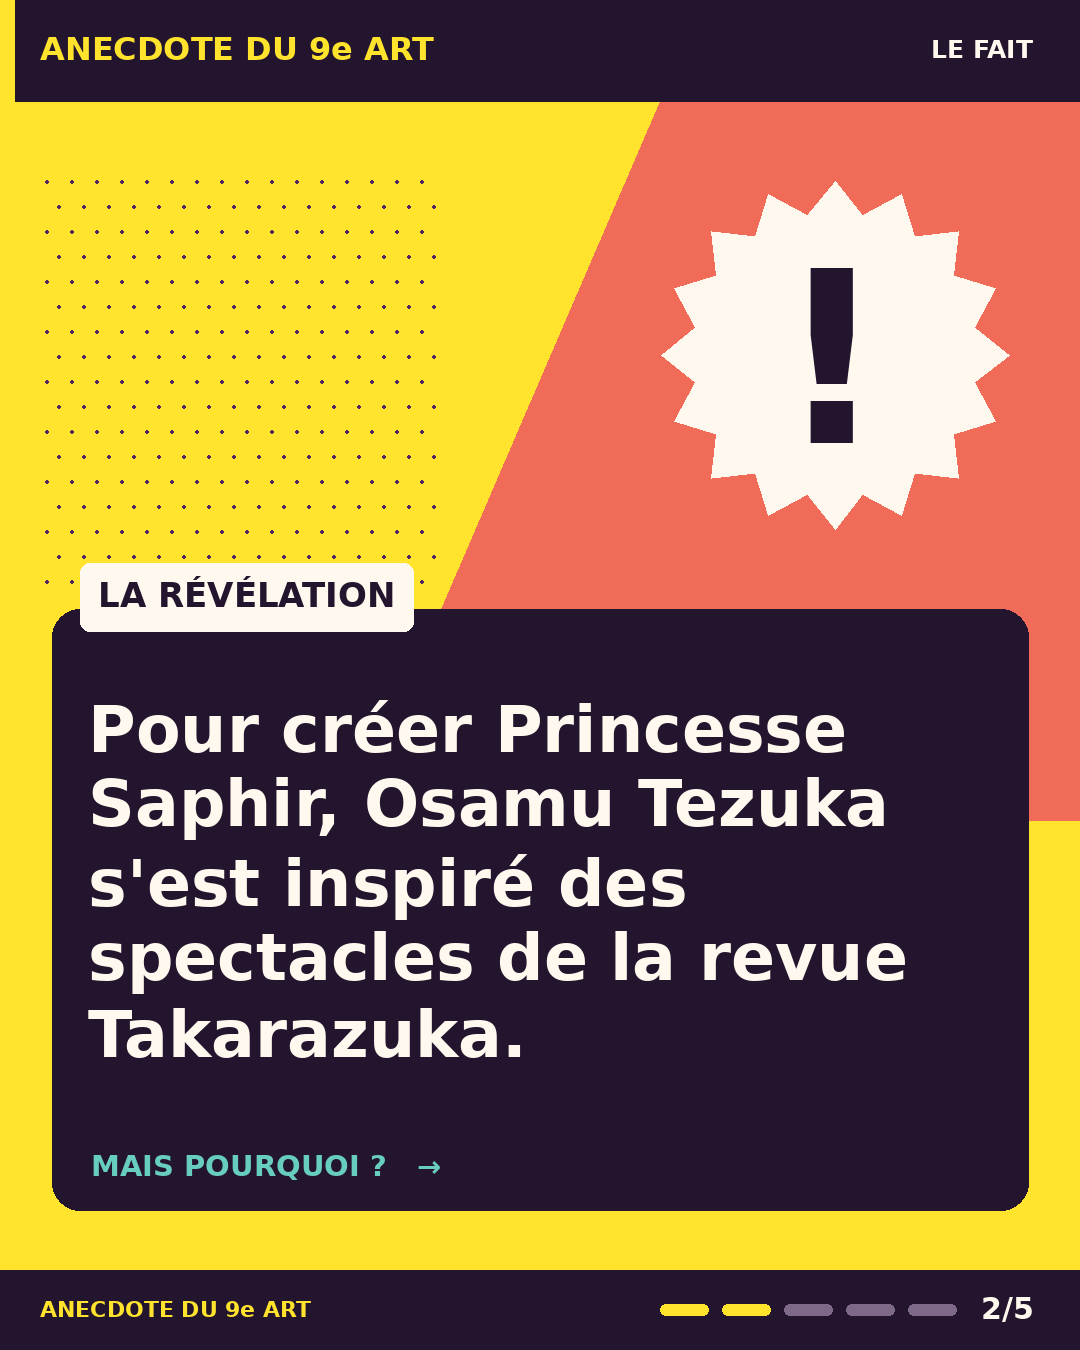 ANECDOTE DU 9e ART
LE FAIT
!
LA RÉVÉLATION
Pour créer Princesse
Saphir, Osamu Tezuka
s'est inspiré des
spectacles de la revue
Takarazuka.
MAIS POURQUOI ? →
ANECDOTE DU 9e ART
2/5